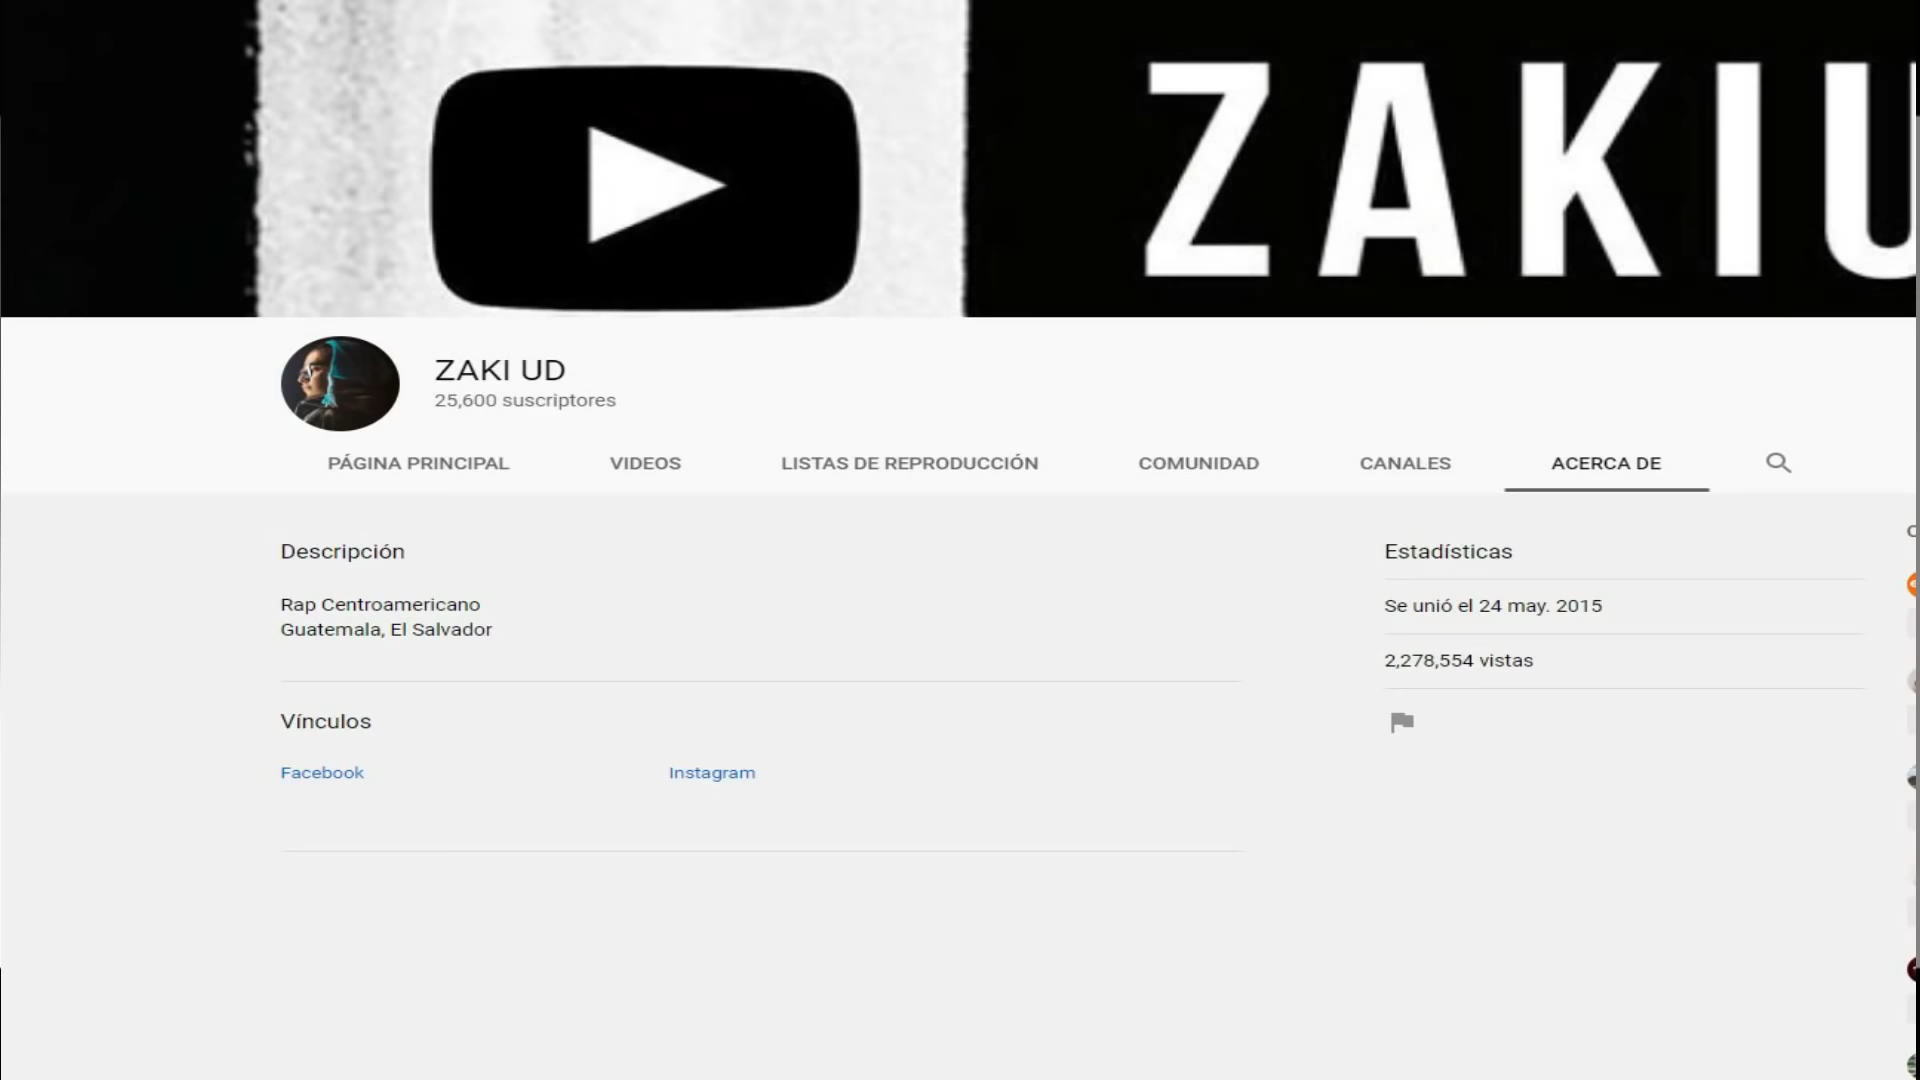 ZAKIU
ZAKI UD
25,600 suscriptores
PÁGINA PRINCIPAL
VIDEOS
LISTAS DE REPRODUCCIÓN
COMUNIDAD
CANALES
ACERCA DE
Descripción
Rap Centroamericano
Guatemala, El Salvador
Vínculos
Facebook
Instagram
Estadísticas
Se unió el 24 may. 2015
2,278,554 vistas